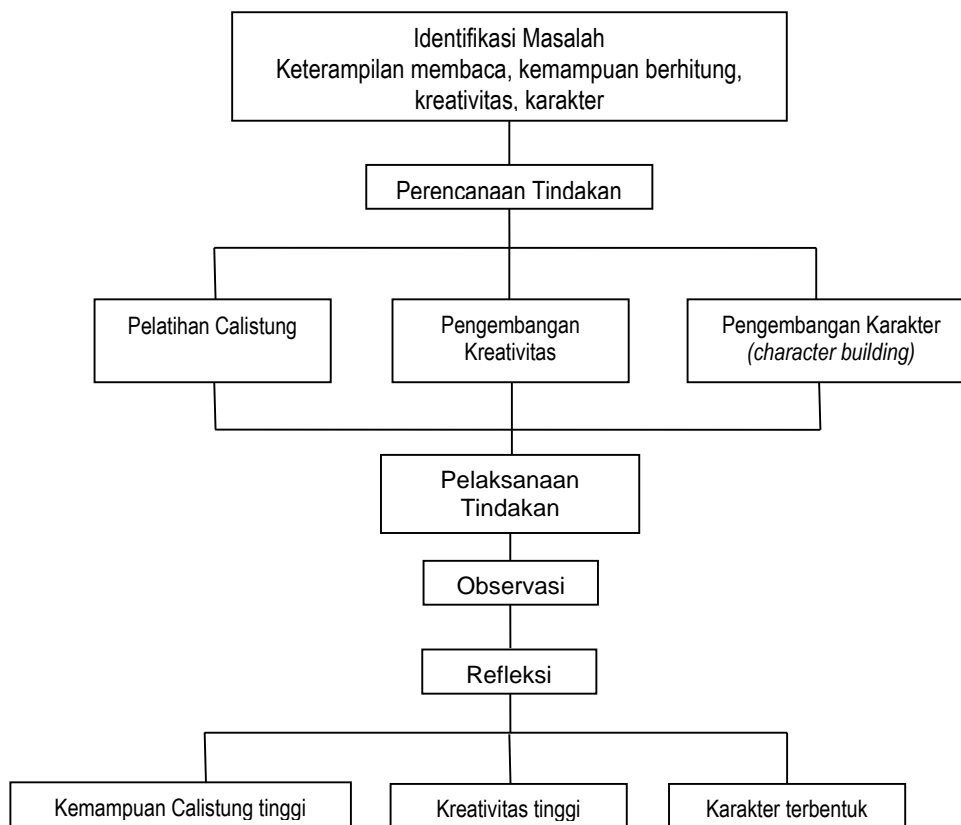 Identifikasi Masalah
Keterampilan membaca, kemampuan berhitung,
kreativitas, karakter
Perencanaan Tindakan
Pelatihan Calistung
Pengembangan
Kreativitas
Pengembangan Karakter
(character building)
Pelaksanaan
Tindakan
Observasi
Refleksi
Kemampuan Calistung tinggi
Kreativitas tinggi
Karakter terbentuk